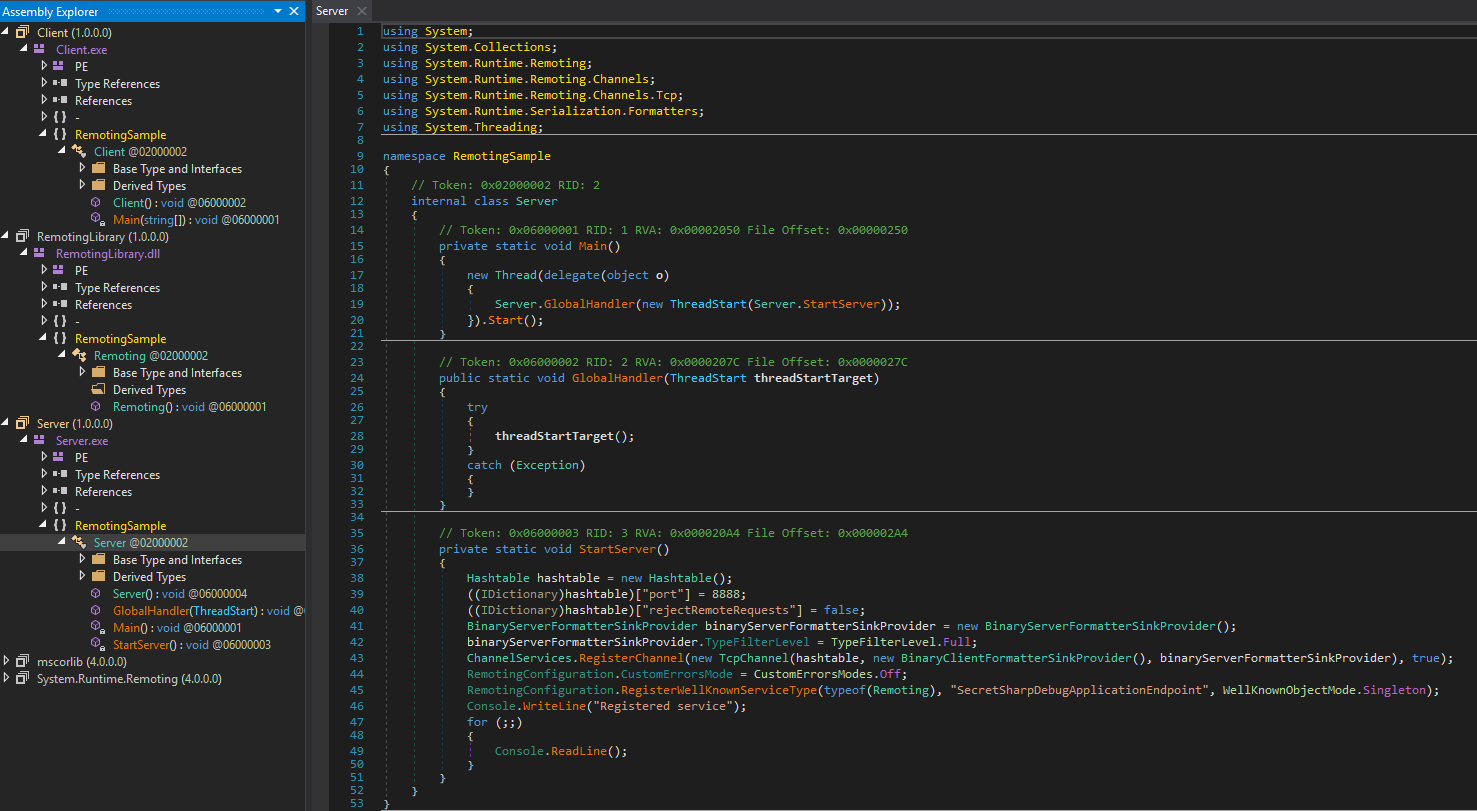 Assembly Explorer
Client (1.0.0.0)
Client.exe
PE
Type References
References
{ } -
{ } RemotingSample
Client @02000002
Base Type and Interfaces
Derived Types
Client() : void @06000002
Main(string[]) : void @06000001
RemotingLibrary (1.0.0.0)
RemotingLibrary.dll
PE
Type References
References
{ } -
{ } RemotingSample
Remoting @02000002
Base Type and Interfaces
Derived Types
Remoting() : void @06000001
Server (1.0.0.0)
Server.exe
PE
Type References
References
{ } -
{ } RemotingSample
Server @02000002
Base Type and Interfaces
Derived Types
Server() : void @06000004
GlobalHandler(ThreadStart) : void @0
Main() : void @06000001
StartServer() : void @06000003
mscorlib (4.0.0.0)
System.Runtime.Remoting (4.0.0.0)
Server
1 using System;
2 using System.Collections;
3 using System.Runtime.Remoting;
4 using System.Runtime.Remoting.Channels;
5 using System.Runtime.Remoting.Channels.Tcp;
6 using System.Runtime.Serialization.Formatters;
7 using System.Threading;
8
9 namespace RemotingSample
10 {
11 // Token: 0x02000002 RID: 2
12 internal class Server
13 {
14 // Token: 0x06000001 RID: 1 RVA: 0x00002050 File Offset: 0x00000250
15 private static void Main()
16 {
17 new Thread(delegate(object o)
18 {
19 Server.GlobalHandler(new ThreadStart(Server.StartServer));
20 }).Start();
21 }
22
23 // Token: 0x06000002 RID: 2 RVA: 0x0000207C File Offset: 0x0000027C
24 public static void GlobalHandler(ThreadStart threadStartTarget)
25 {
26 try
27 {
28 threadStartTarget();
29 }
30 catch (Exception)
31 {
32 }
33 }
34
35 // Token: 0x06000003 RID: 3 RVA: 0x000020A4 File Offset: 0x000002A4
36 private static void StartServer()
37 {
38 Hashtable hashtable = new Hashtable();
39 ((IDictionary)hashtable)["port"] = 8888;
40 ((IDictionary)hashtable)["rejectRemoteRequests"] = false;
41 BinaryServerFormatterSinkProvider binaryServerFormatterSinkProvider = new BinaryServerFormatterSinkProvider();
42 binaryServerFormatterSinkProvider.TypeFilterLevel = TypeFilterLevel.Full;
43 ChannelServices.RegisterChannel(new TcpChannel(hashtable, new BinaryClientFormatterSinkProvider(), binaryServerFormatterSinkProvider), true);
44 RemotingConfiguration.CustomErrorsMode = CustomErrorsModes.Off;
45 RemotingConfiguration.RegisterWellKnownServiceType(typeof(Remoting), "SecretSharpDebugApplicationEndpoint", WellKnownObjectMode.Singleton);
46 Console.WriteLine("Registered service");
47 for (;;)
48 {
49 Console.ReadLine();
50 }
51 }
52 }
53 }